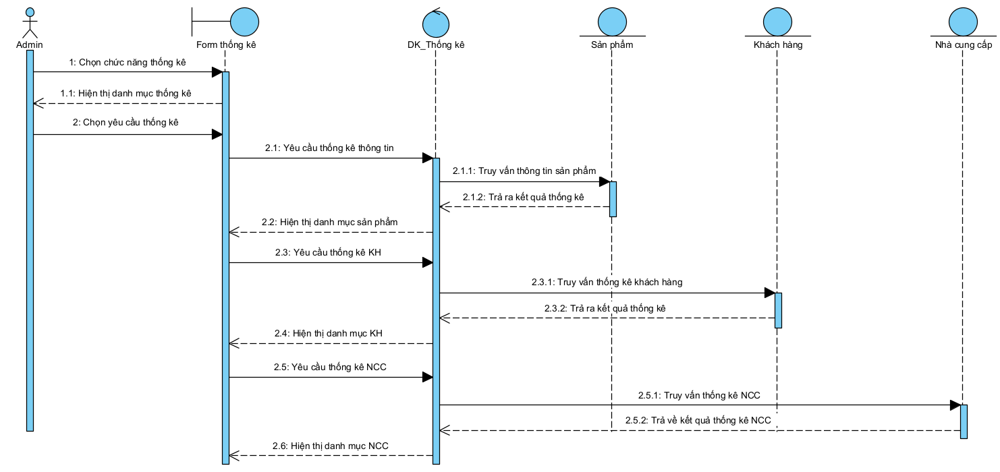 Admin
Form thống kê
DK_Thống kê
Sản phẩm
Khách hàng
Nhà cung cấp
1: Chọn chức năng thống kê
1.1: Hiện thị danh mục thống kê
2: Chọn yêu cầu thống kê
2.1: Yêu cầu thống kê thông tin
2.1.1: Truy vấn thông tin sản phẩm
2.1.2: Trả ra kết quả thống kê
2.2: Hiện thị danh mục sản phẩm
2.3: Yêu cầu thống kê KH
2.3.1: Truy vấn thống kê khách hàng
2.3.2: Trả ra kết quả thống kê
2.4: Hiện thị danh mục KH
2.5: Yêu cầu thống kê NCC
2.5.1: Truy vấn thống kê NCC
2.5.2: Trả về kết quả thống kê NCC
2.6: Hiện thị danh mục NCC